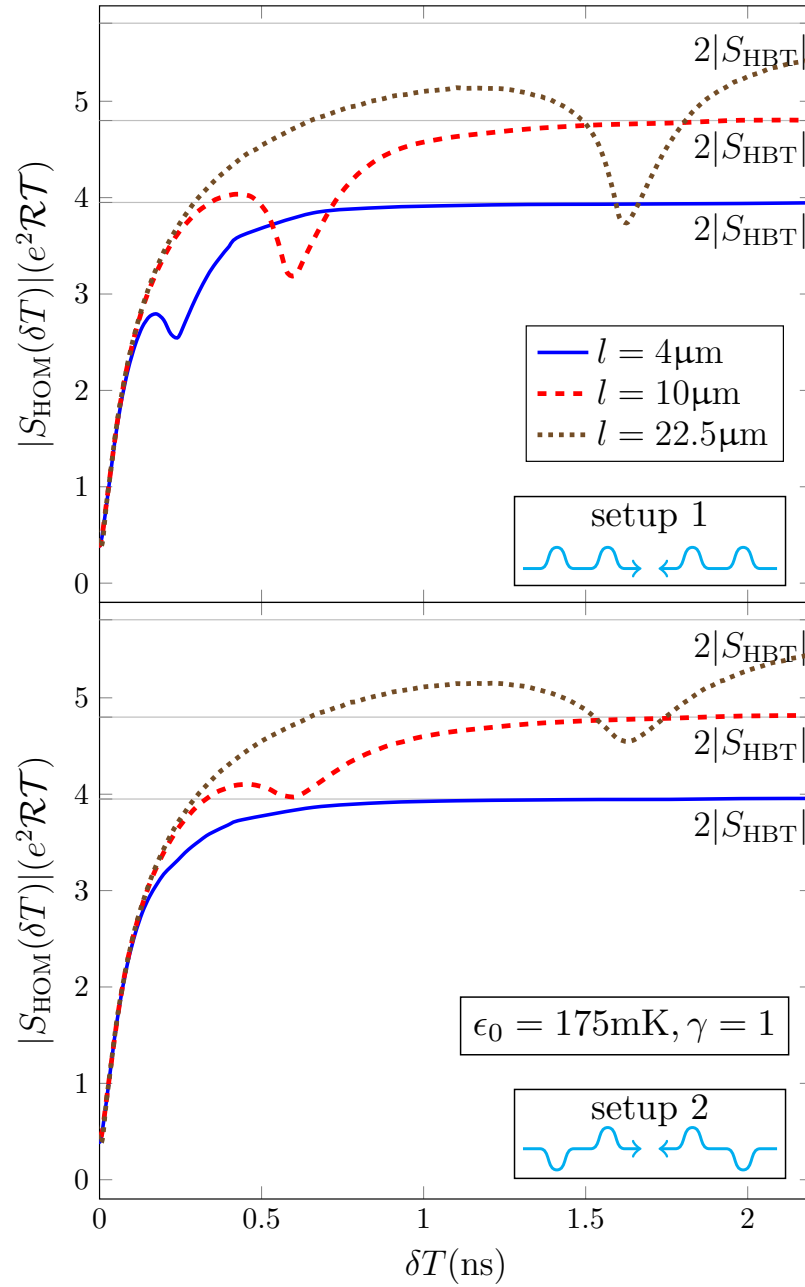 |S_HOM(δT)|(e²ℛ𝒯)
5
4
3
2
1
0
2|S_HBT|
2|S_HBT|
2|S_HBT|
l = 4μm
l = 10μm
l = 22.5μm
setup 1
|S_HOM(δT)|(e²ℛ𝒯)
5
4
3
2
1
0
2|S_HBT|
2|S_HBT|
2|S_HBT|
ϵ₀ = 175mK, γ = 1
setup 2
0 0.5 1 1.5 2
δT(ns)